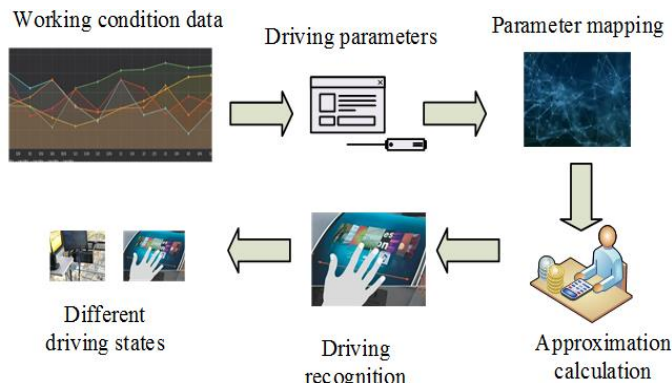 Working condition data
Driving parameters
Parameter mapping
Different
driving states
Driving
recognition
Approximation
calculation